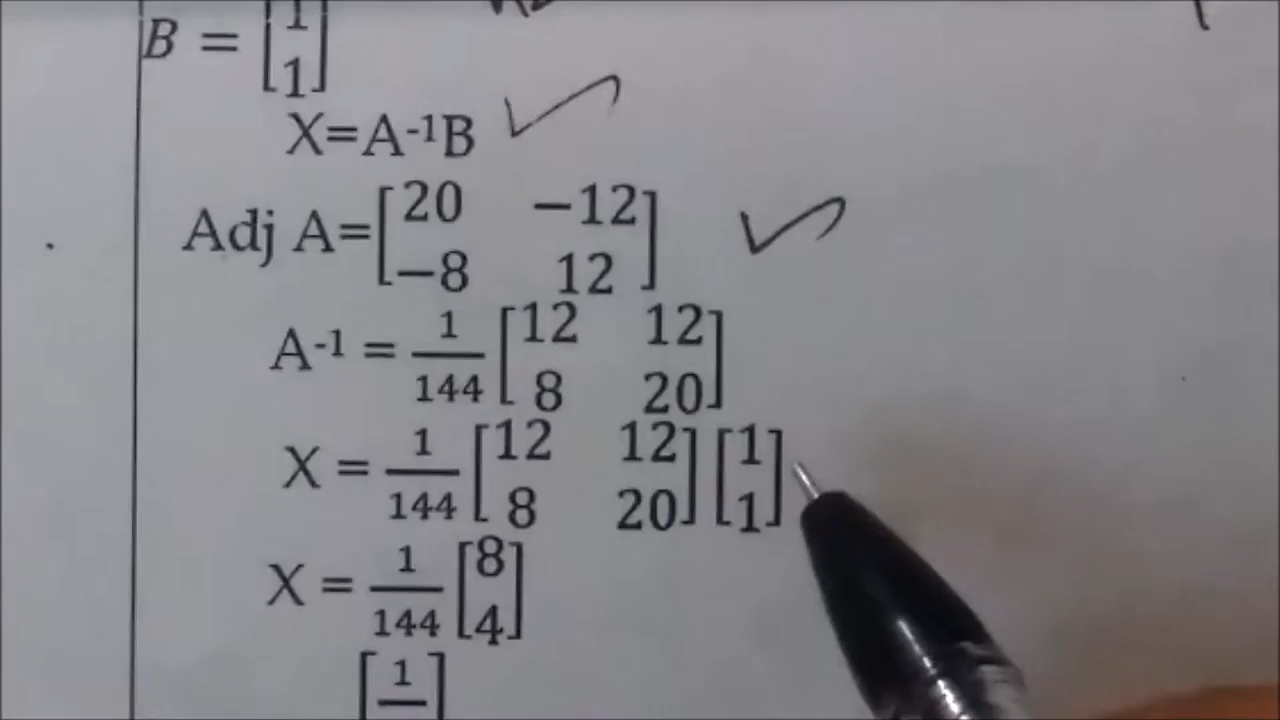 B = [1
1]
X=A-1B
Adj A=[20 −12
−8 12]
A-1 = 1/144 [12 12
8 20]
X = 1/144 [12 12
8 20] [1
1]
X = 1/144 [8
4]
[1